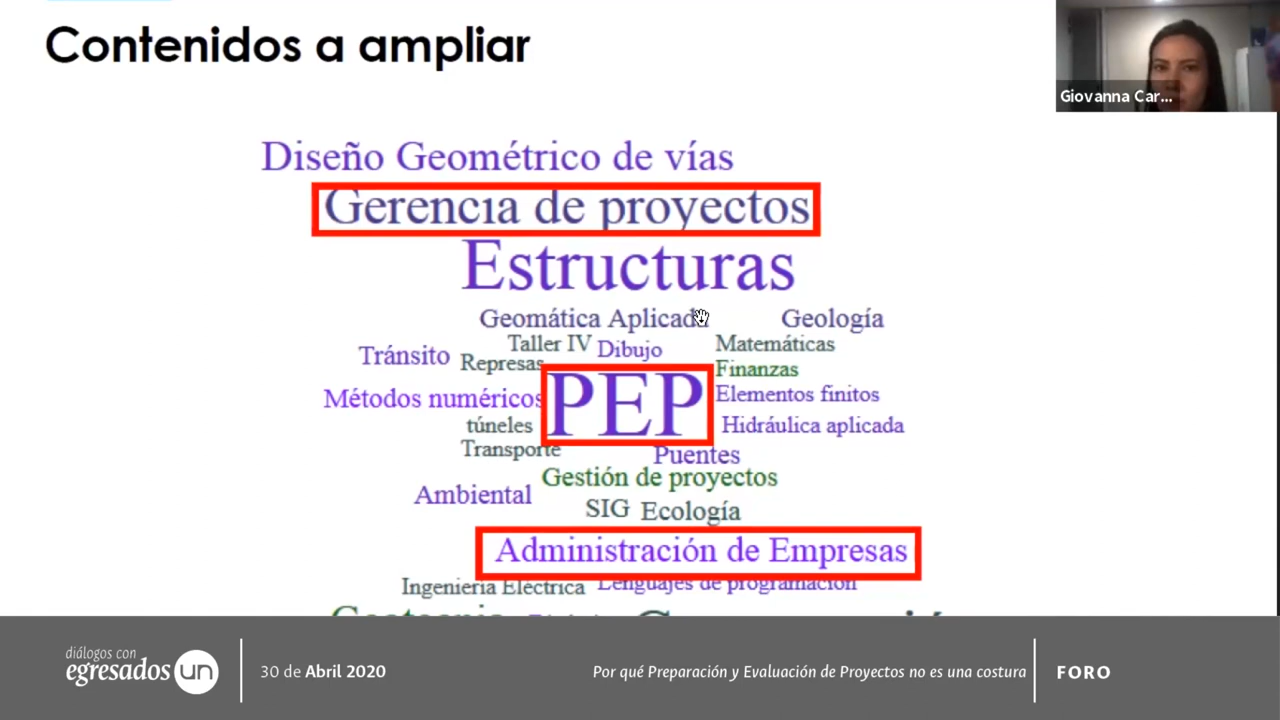 Contenidos a ampliar
Giovanna Car...
Diseño Geométrico de vías
Gerencia de proyectos
Estructuras
Geomática Aplicada Geología
Taller IV Dibujo Matemáticas
Tránsito Represas Finanzas
PEP
Métodos numéricos Elementos finitos
túneles Hidráulica aplicada
Transporte Puentes
Gestión de proyectos
Ambiental SIG Ecología
Administración de Empresas
Ingeniería Eléctrica Lenguajes de programación
Geotecnia
diálogos con
egresados un
30 de Abril 2020
Por qué Preparación y Evaluación de Proyectos no es una costura
FORO